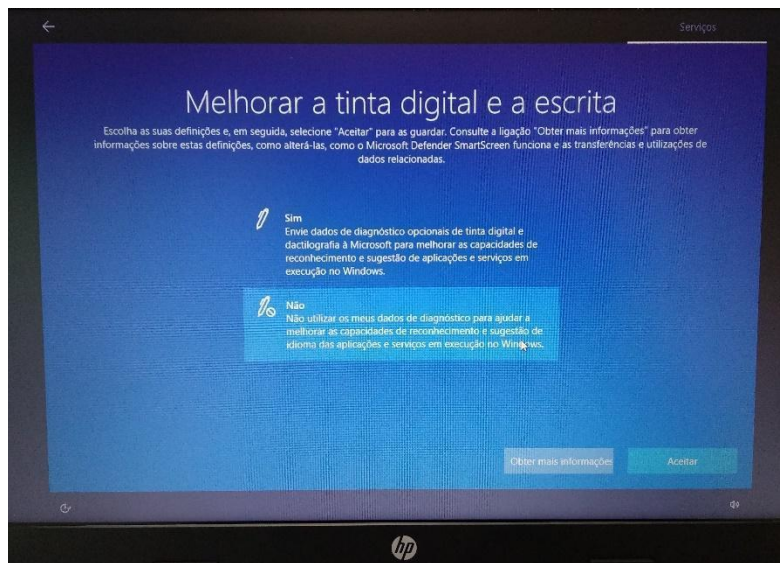 Serviços
Melhorar a tinta digital e a escrita
Escolha as suas definições e, em seguida, selecione "Aceitar" para as guardar. Consulte a ligação "Obter mais informações" para obter
informações sobre estas definições, como alterá-las, como o Microsoft Defender SmartScreen funciona e as transferências e utilizações de
dados relacionadas.
Sim
Envie dados de diagnóstico opcionais de tinta digital e
dactilografia à Microsoft para melhorar as capacidades de
reconhecimento e sugestão de aplicações e serviços em
execução no Windows.
Não
Não utilizar os meus dados de diagnóstico para ajudar a
melhorar as capacidades de reconhecimento e sugestão de
idioma das aplicações e serviços em execução no Windows.
Obter mais informações
Aceitar
hp